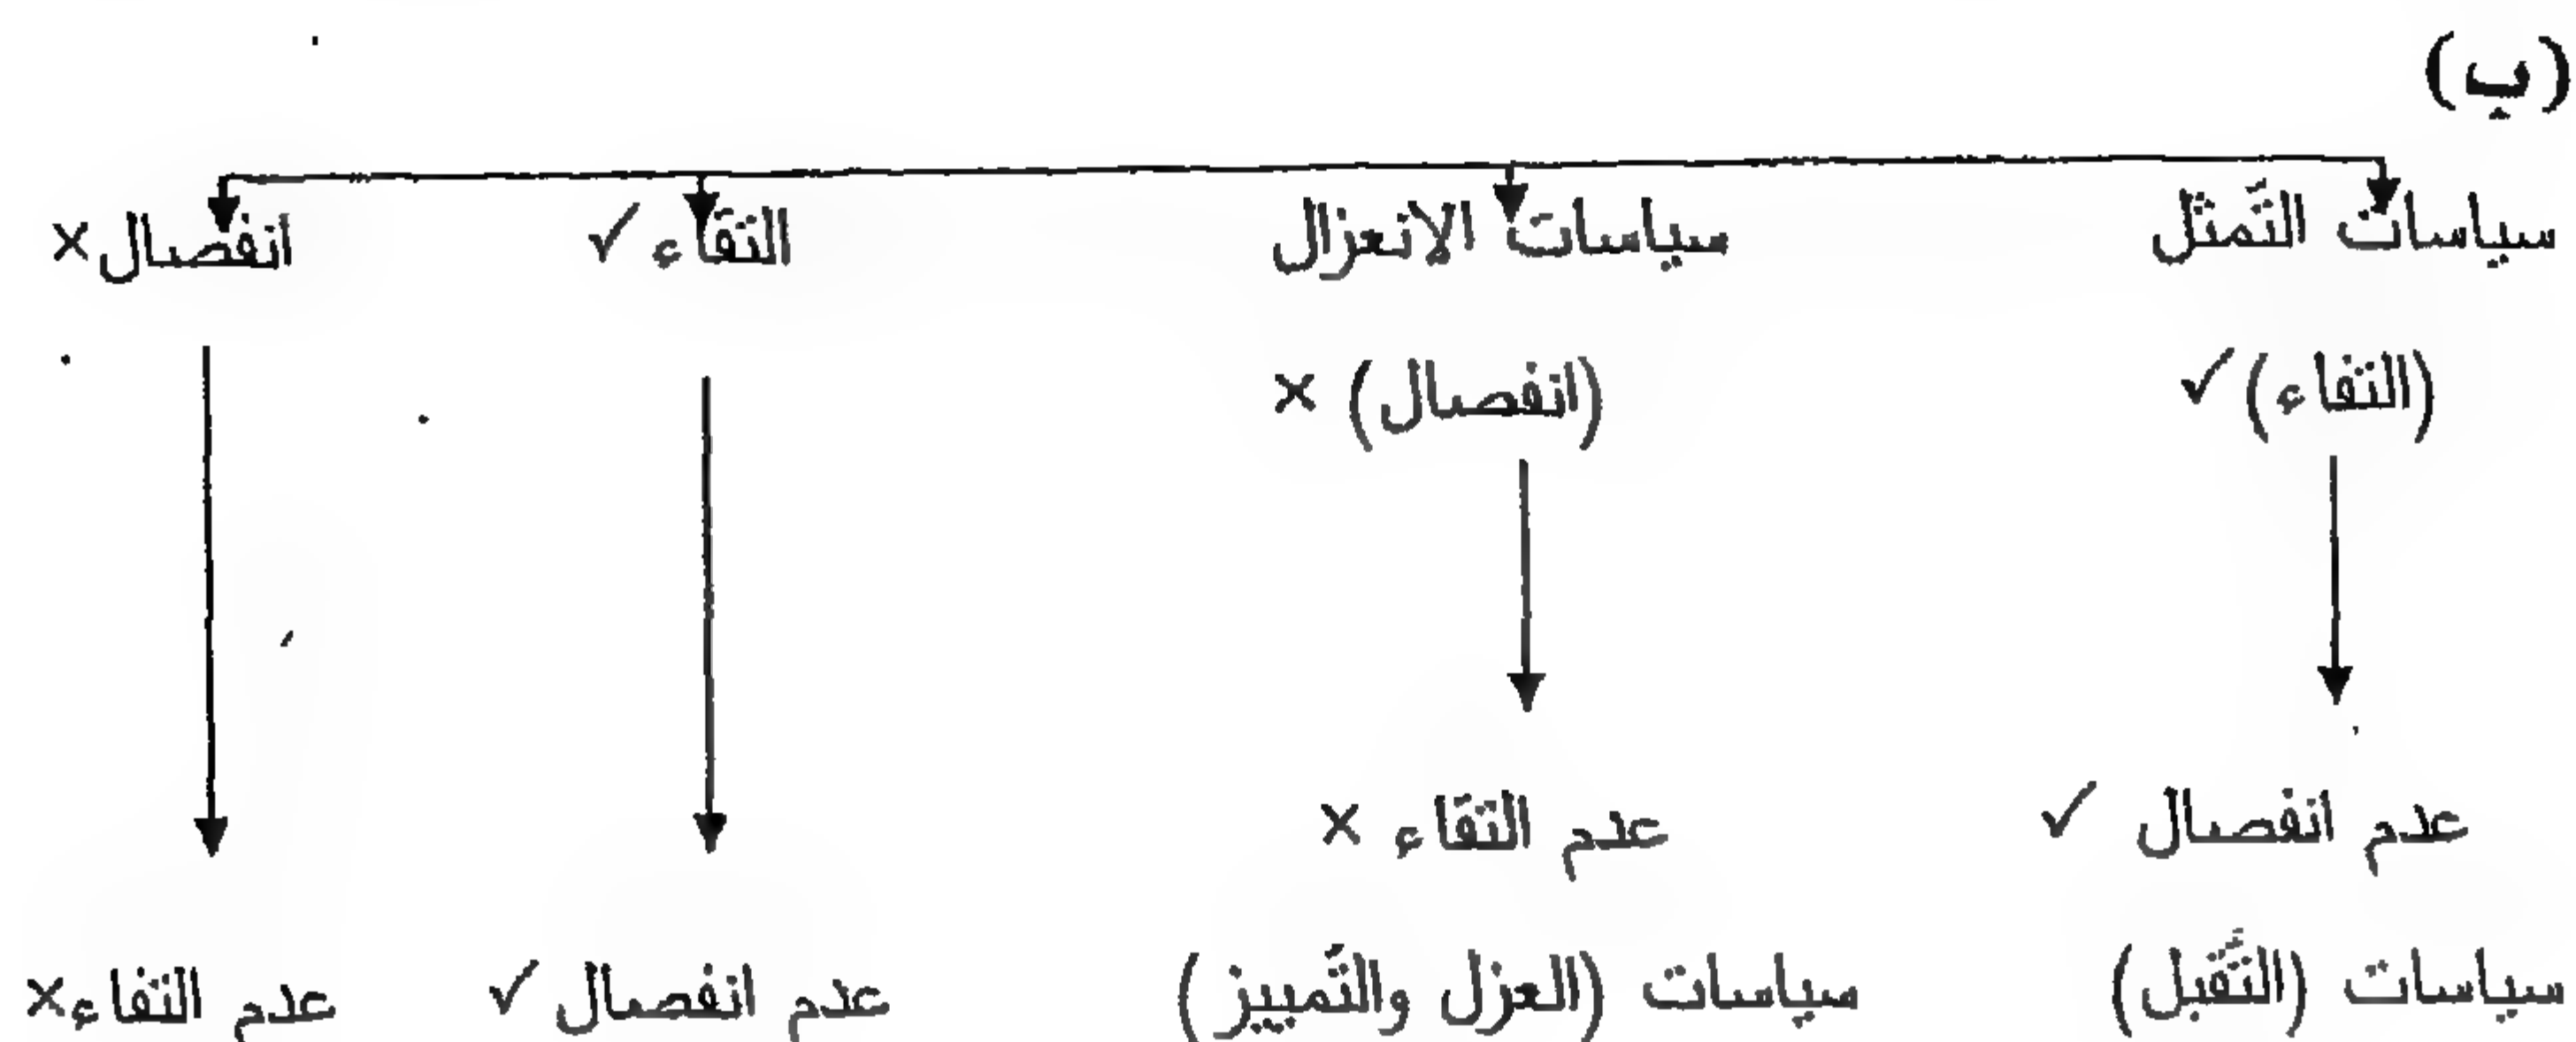 (ب)
سياسات التَّمثل سياسات الانعزال التقاء ✓ انفصال ×
(التقاء) ✓ (انفصال) ×
عدم انفصال ✓ عدم التقاء ×
سياسات (التَّقبل) سياسات (العزل والتَّمييز) عدم انفصال ✓ عدم التقاء ×